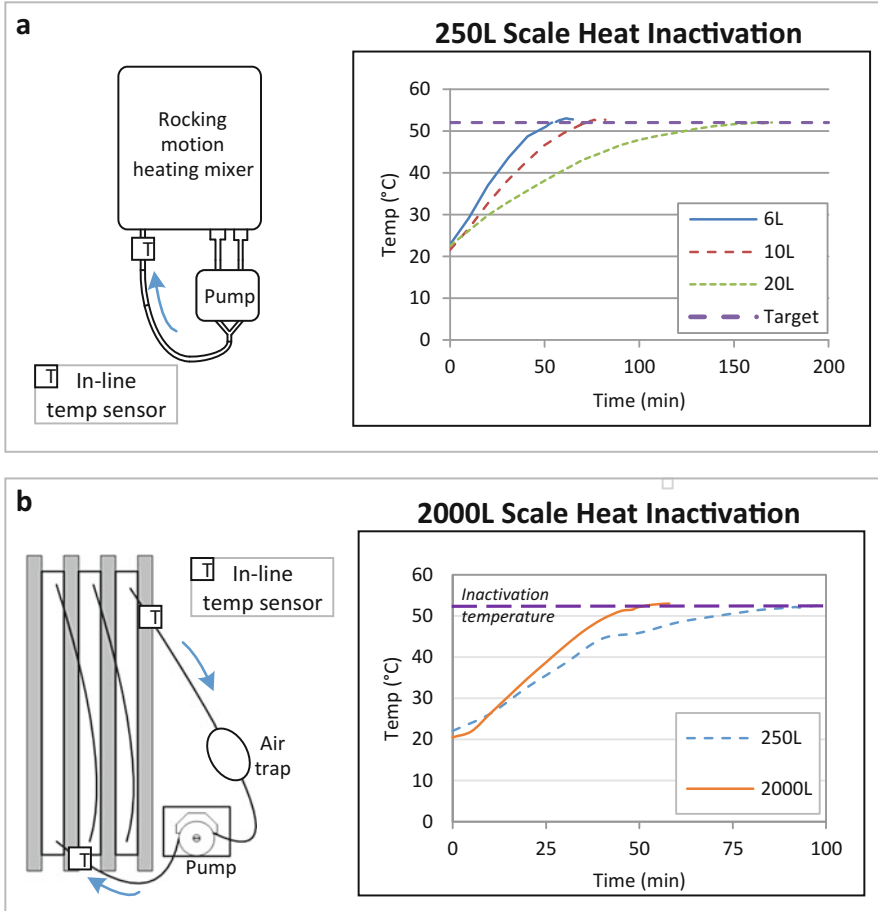 a
250L Scale Heat Inactivation
Rocking
motion
heating mixer
T
Pump
T In-line
temp sensor
Temp (°C)
60
50
40
30
20
10
0
0 50 100 150 200
Time (min)
6L
10L
20L
Target
b
2000L Scale Heat Inactivation
T In-line
temp sensor
T
Air
trap
T
Pump
Temp (°C)
60
50
40
30
20
10
0
Inactivation
temperature
250L
2000L
0 25 50 75 100
Time (min)